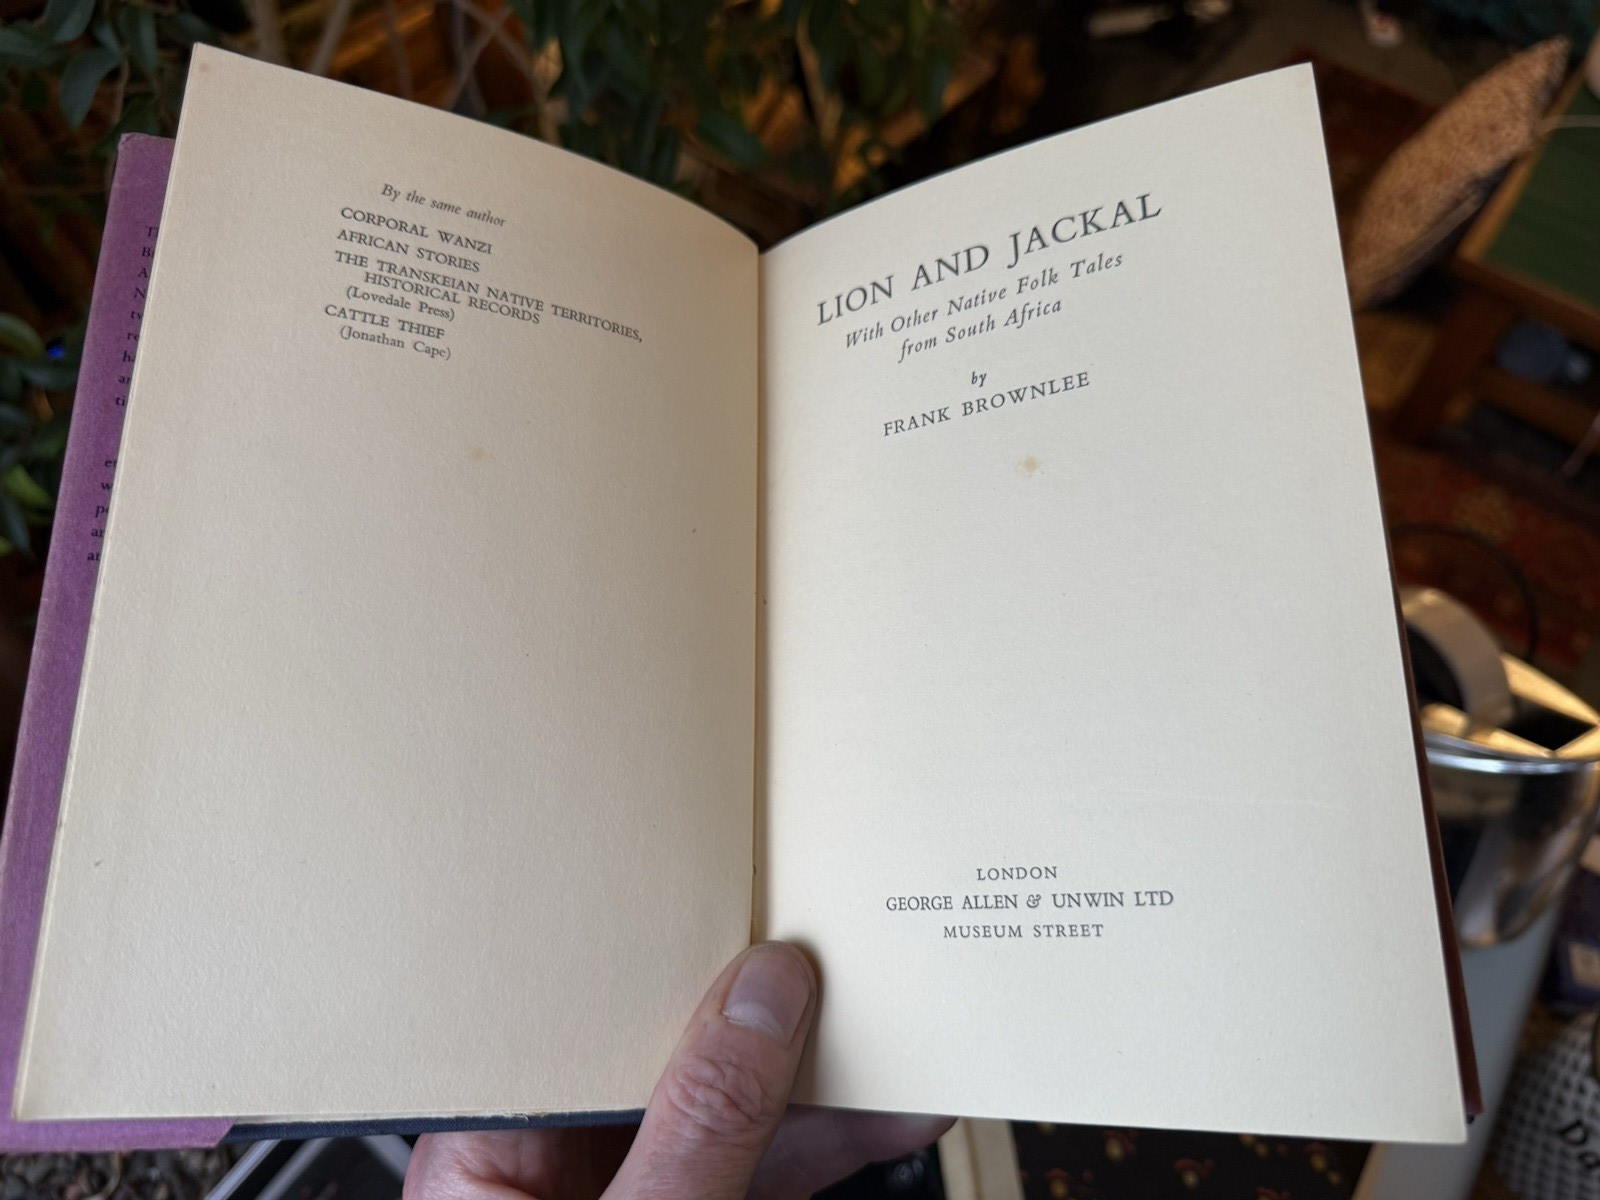 By the same author
CORPORAL WANZI
AFRICAN STORIES
THE TRANSKEIAN NATIVE TERRITORIES,
HISTORICAL RECORDS
(Lovedale Press)
CATTLE THIEF
(Jonathan Cape)
LION AND JACKAL
With Other Native Folk Tales
from South Africa
by
FRANK BROWNLEE
LONDON
GEORGE ALLEN & UNWIN LTD
MUSEUM STREET